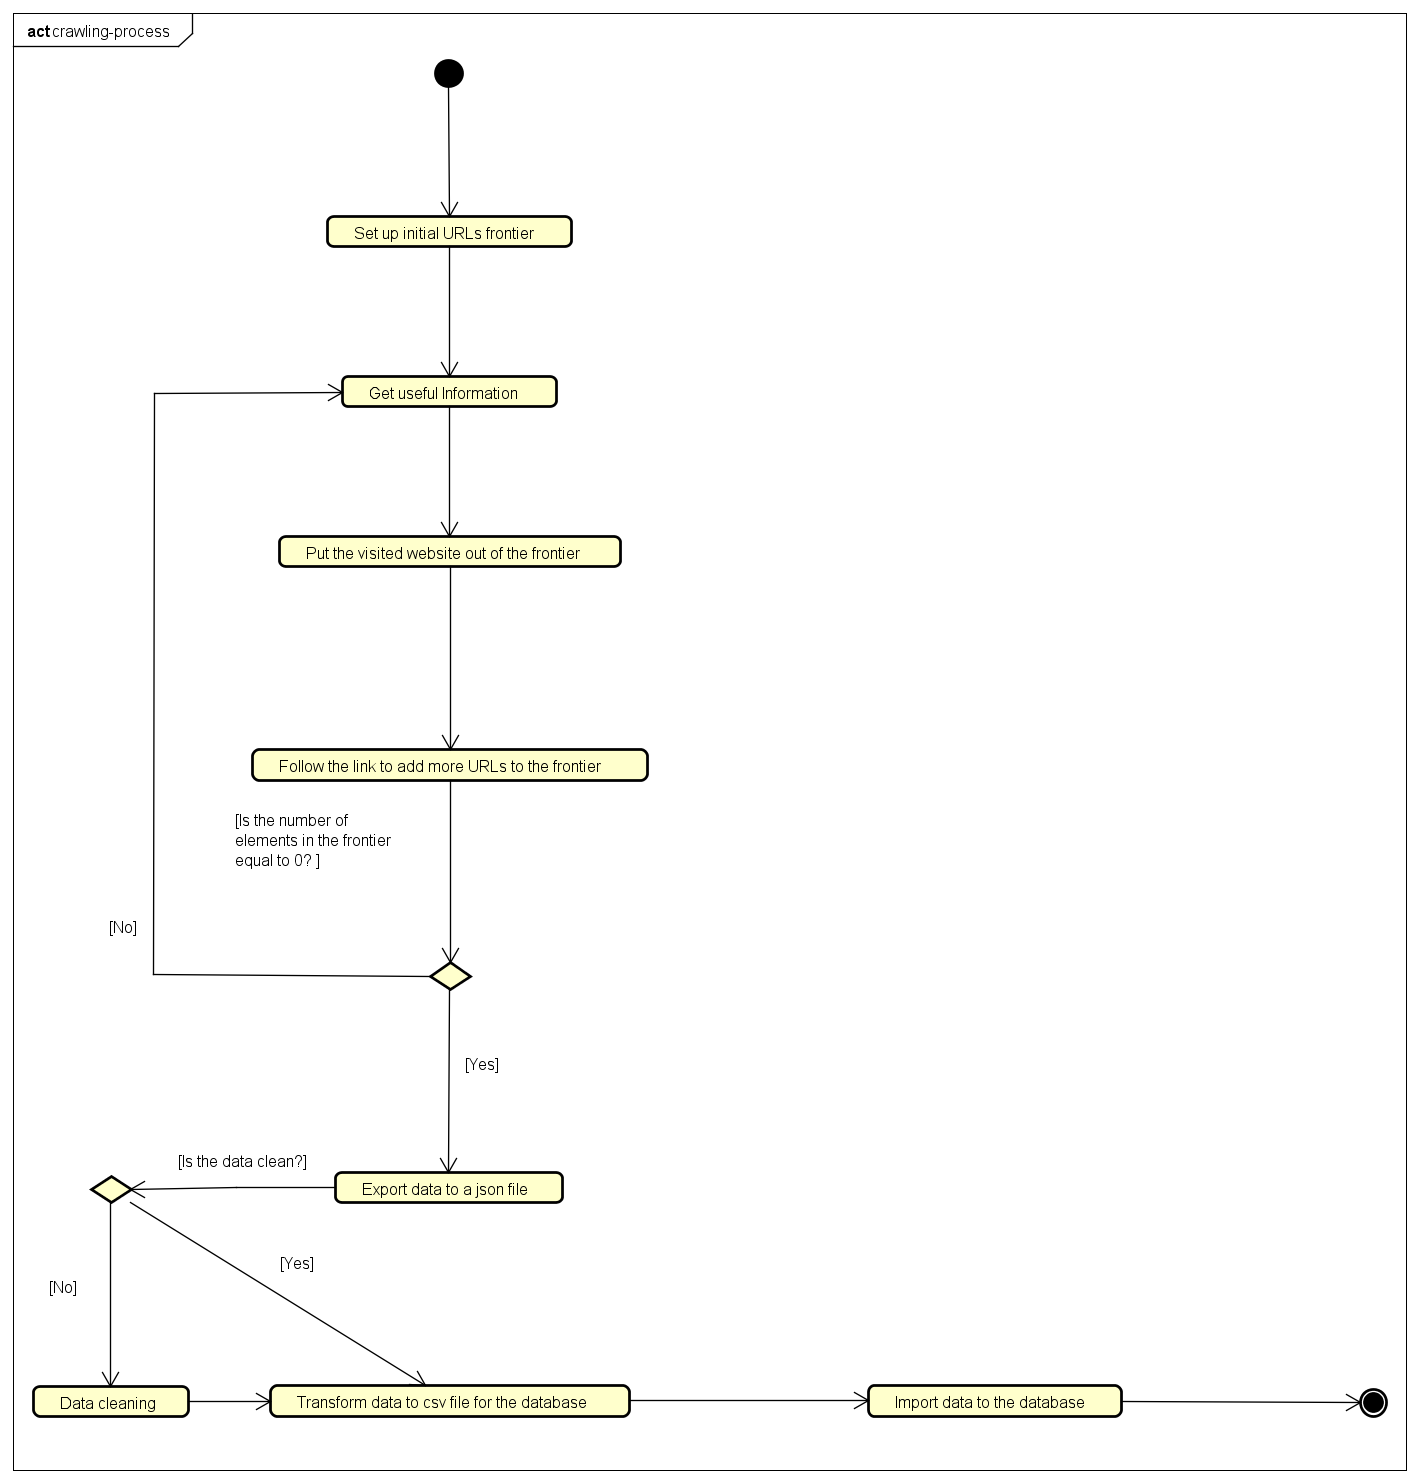 act crawling-process
Set up initial URLs frontier
Get useful Information
Put the visited website out of the frontier
Follow the link to add more URLs to the frontier
[Is the number of
elements in the frontier
equal to 0? ]
[No]
[Yes]
[Is the data clean?]
Export data to a json file
[Yes]
[No]
Data cleaning
Transform data to csv file for the database
Import data to the database